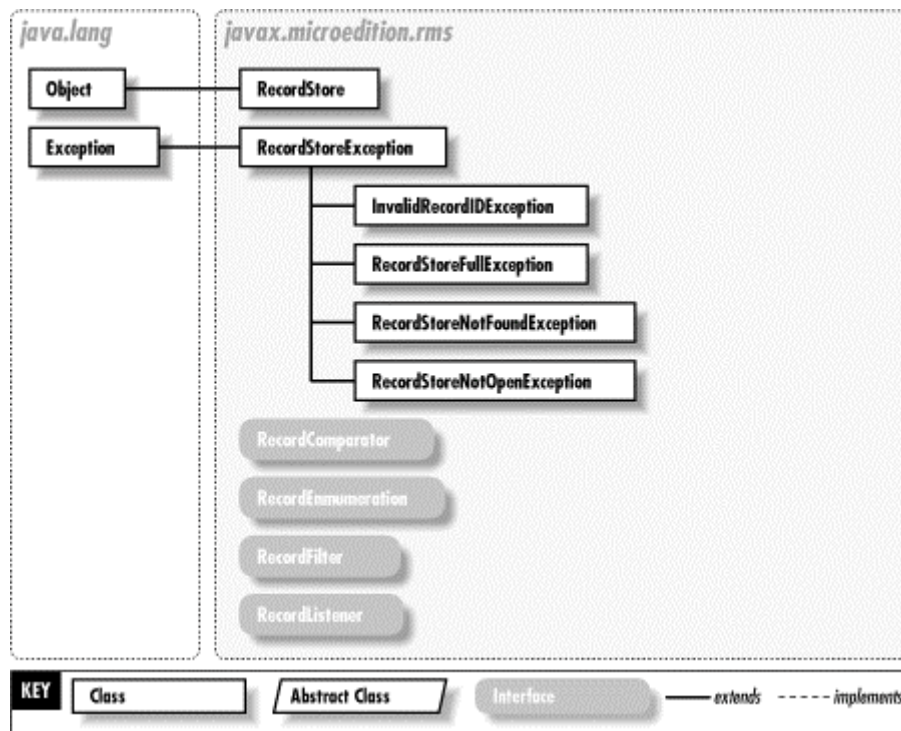 java.lang
javax.microedition.rms
Object
RecordStore
Exception
RecordStoreException
InvalidRecordIDException
RecordStoreFullException
RecordStoreNotFoundException
RecordStoreNotOpenException
RecordComparator
RecordEnmumeration
RecordFilter
RecordListener
KEY
Class
Abstract Class
Interface
extends
implements